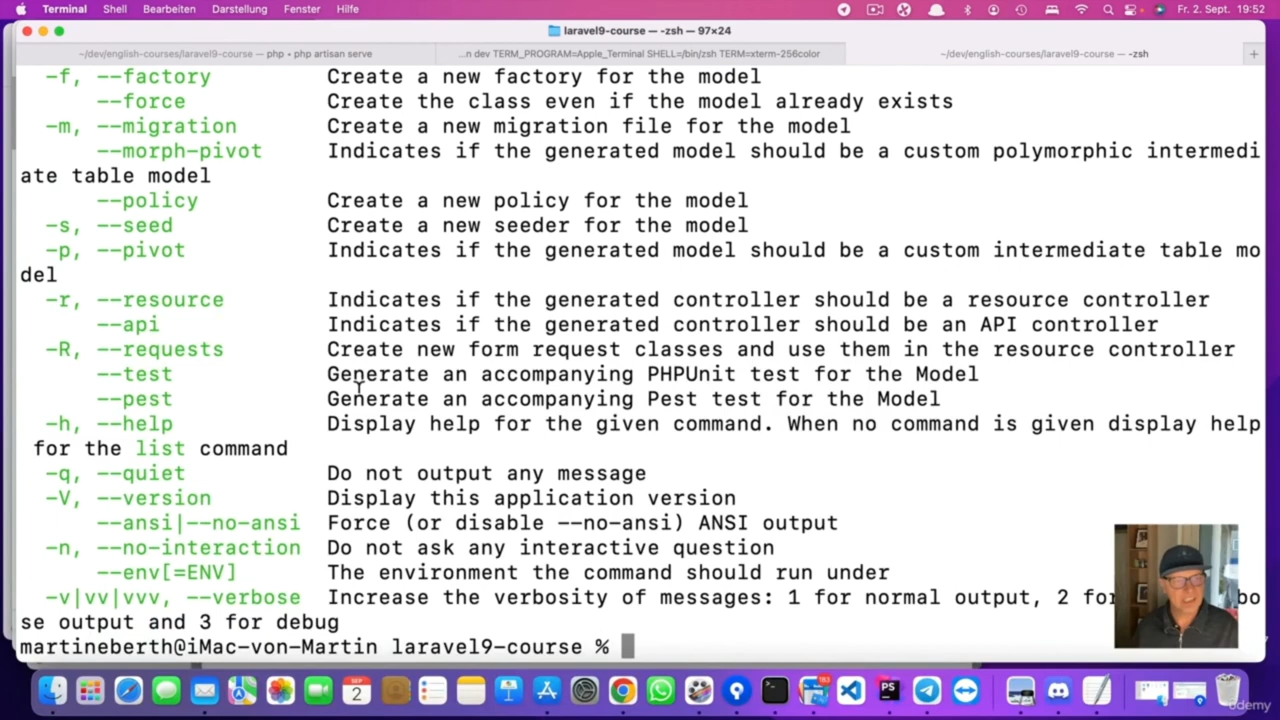 Terminal Shell Bearbeiten Darstellung Fenster Hilfe Fr. 2. Sept. 19:52
laravel9-course — -zsh — 97×24
~/dev/english-courses/laravel9-course — php • php artisan serve ...n dev TERM_PROGRAM=Apple_Terminal SHELL=/bin/zsh TERM=xterm-256color ~/dev/english-courses/laravel9-course — -zsh +
-f, --factory Create a new factory for the model
--force Create the class even if the model already exists
-m, --migration Create a new migration file for the model
--morph-pivot Indicates if the generated model should be a custom polymorphic intermedi
ate table model
--policy Create a new policy for the model
-s, --seed Create a new seeder for the model
-p, --pivot Indicates if the generated model should be a custom intermediate table mo
del
-r, --resource Indicates if the generated controller should be a resource controller
--api Indicates if the generated controller should be an API controller
-R, --requests Create new form request classes and use them in the resource controller
--test Generate an accompanying PHPUnit test for the Model
--pest Generate an accompanying Pest test for the Model
-h, --help Display help for the given command. When no command is given display help
for the list command
-q, --quiet Do not output any message
-V, --version Display this application version
--ansi|--no-ansi Force (or disable --no-ansi) ANSI output
-n, --no-interaction Do not ask any interactive question
--env[=ENV] The environment the command should run under
-v|vv|vvv, --verbose Increase the verbosity of messages: 1 for normal output, 2 for bo
se output and 3 for debug
martineberth@iMac-von-Martin laravel9-course %
SEP. 2
183
PS
udemy